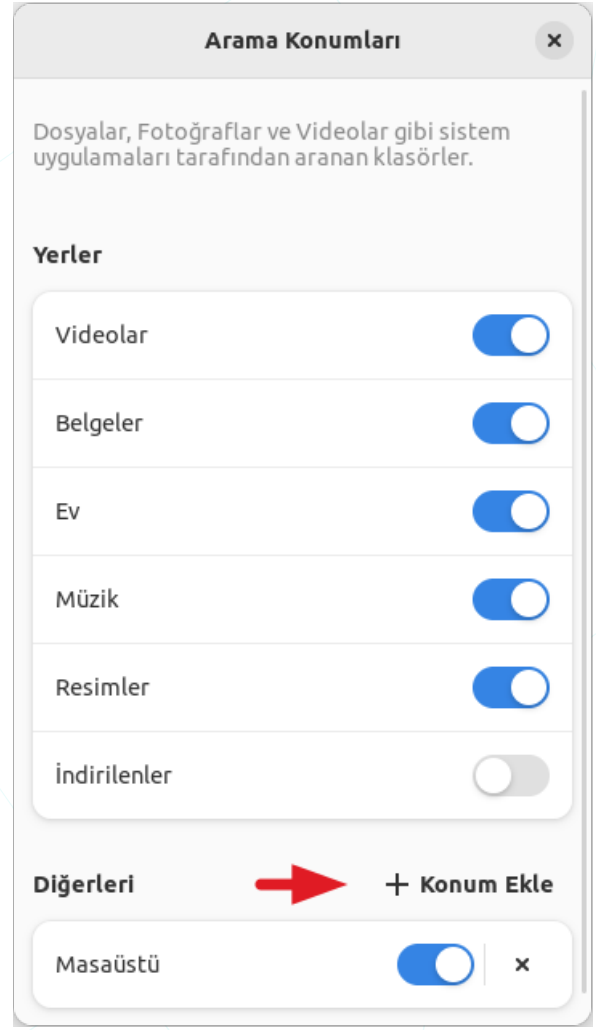 Arama Konumları
Dosyalar, Fotoğraflar ve Videolar gibi sistem
uygulamaları tarafından aranan klasörler.
Yerler
Videolar
Belgeler
Ev
Müzik
Resimler
İndirilenler
Diğerleri + Konum Ekle
Masaüstü